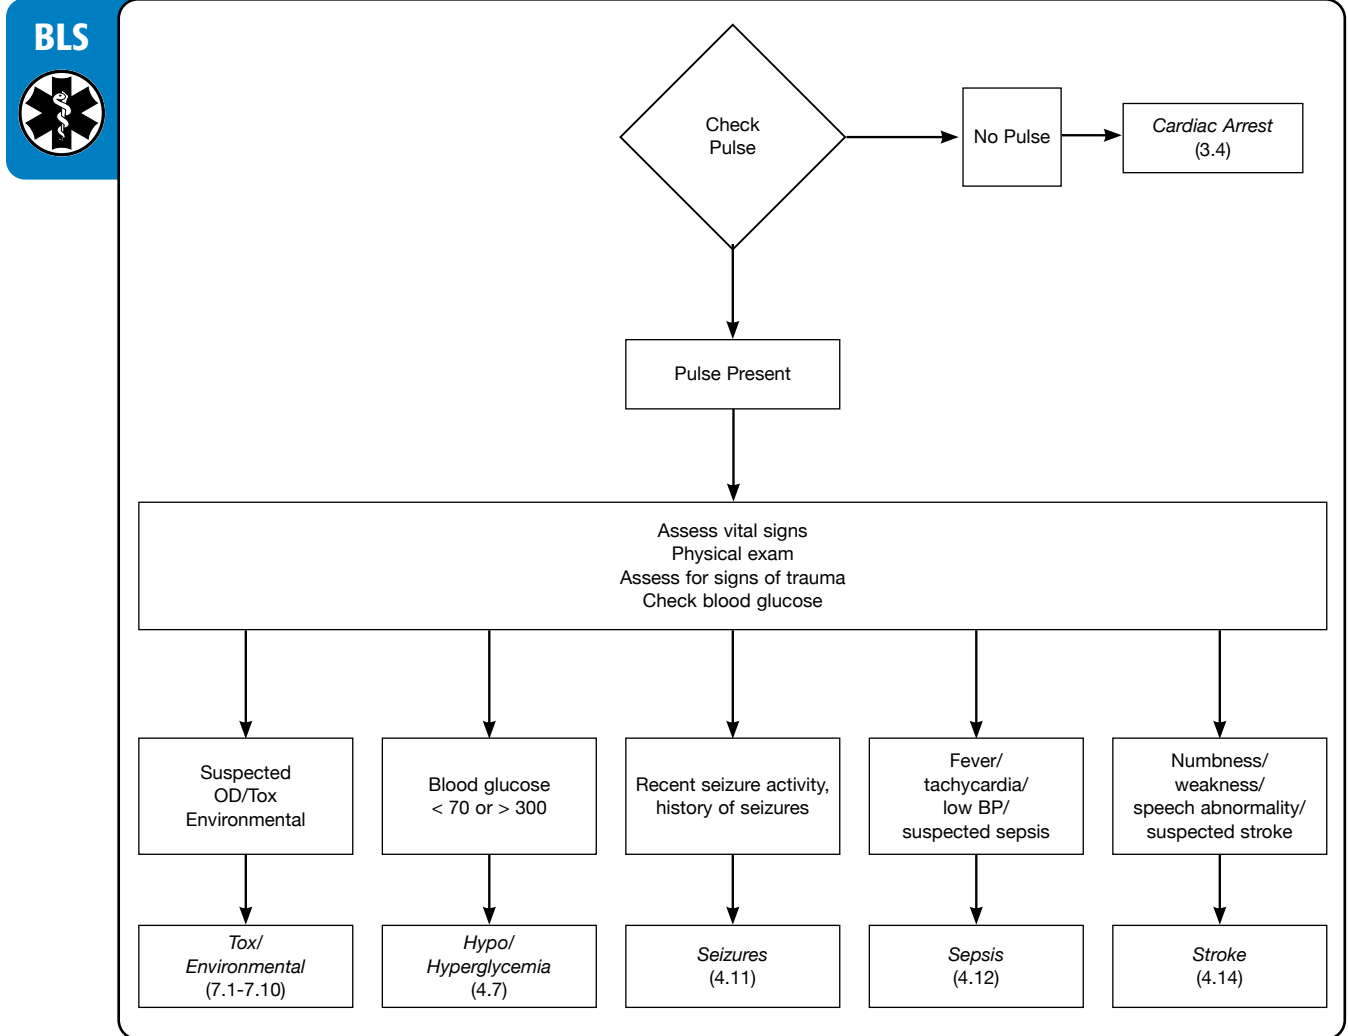 BLS
Check
Pulse
No Pulse
Cardiac Arrest
(3.4)
Pulse Present
Assess vital signs
Physical exam
Assess for signs of trauma
Check blood glucose
Suspected
OD/Tox
Environmental
Blood glucose
< 70 or > 300
Recent seizure activity,
history of seizures
Fever/
tachycardia/
low BP/
suspected sepsis
Numbness/
weakness/
speech abnormality/
suspected stroke
Tox/
Environmental
(7.1-7.10)
Hypo/
Hyperglycemia
(4.7)
Seizures
(4.11)
Sepsis
(4.12)
Stroke
(4.14)